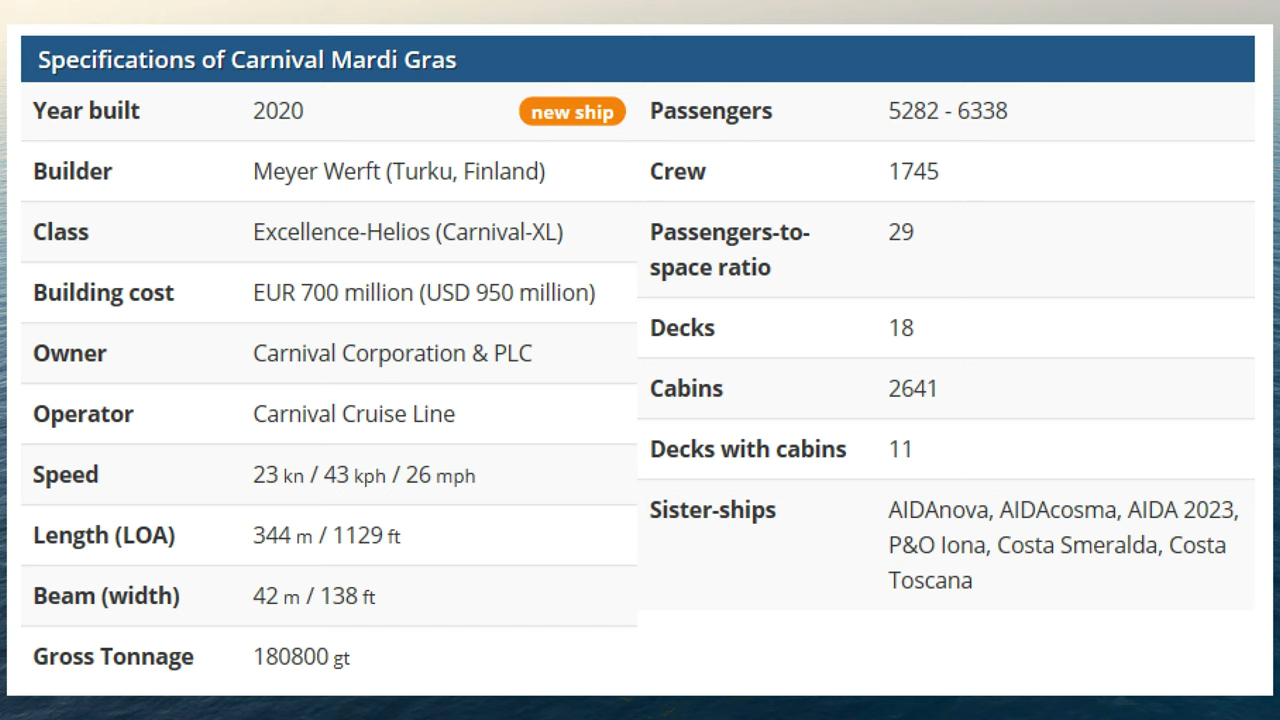 Specifications of Carnival Mardi Gras
Year built 2020 new ship
Builder Meyer Werft (Turku, Finland)
Class Excellence-Helios (Carnival-XL)
Building cost EUR 700 million (USD 950 million)
Owner Carnival Corporation & PLC
Operator Carnival Cruise Line
Speed 23 kn / 43 kph / 26 mph
Length (LOA) 344 m / 1129 ft
Beam (width) 42 m / 138 ft
Gross Tonnage 180800 gt
Passengers 5282 - 6338
Crew 1745
Passengers-to- 29
space ratio
Decks 18
Cabins 2641
Decks with cabins 11
Sister-ships AIDAnova, AIDAcosma, AIDA 2023,
P&O Iona, Costa Smeralda, Costa
Toscana